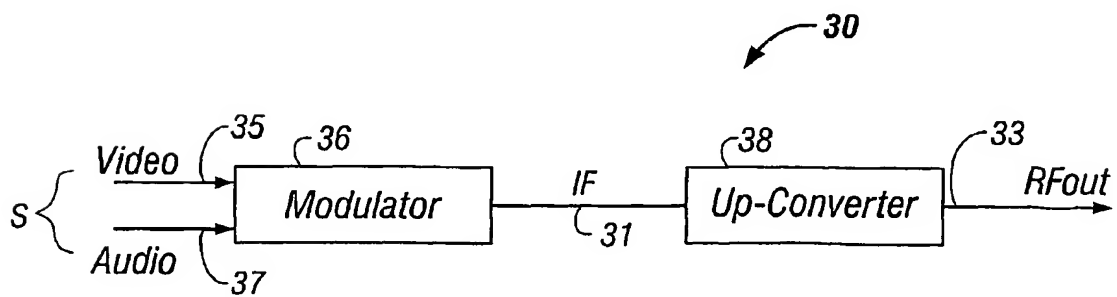 30
35
36
38
33
Video
S
Modulator
IF
31
Up-Converter
RFout
Audio
37